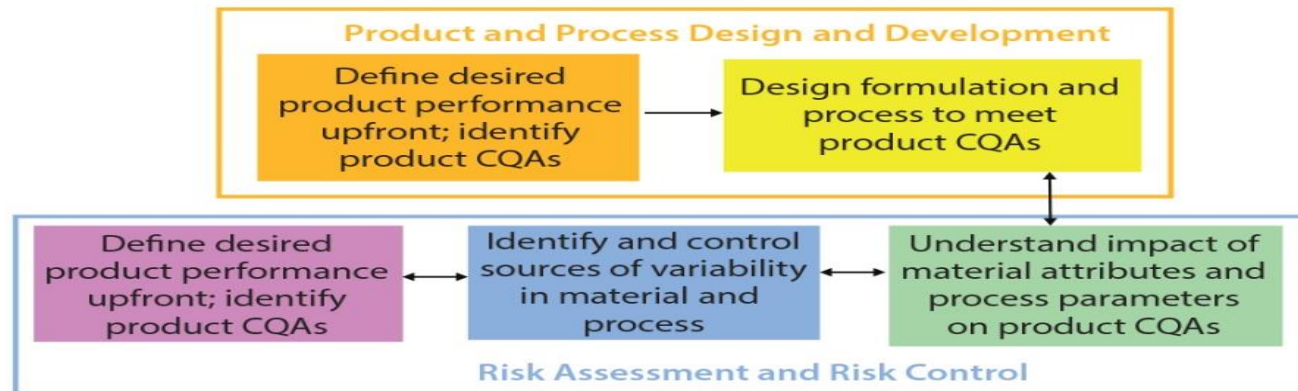 Product and Process Design and Development
Define desired
product performance
upfront; identify
product CQAs
Design formulation and
process to meet
product CQAs
Define desired
product performance
upfront; identify
product CQAs
Identify and control
sources of variability
in material and
process
Understand impact of
material attributes and
process parameters
on product CQAs
Risk Assessment and Risk Control